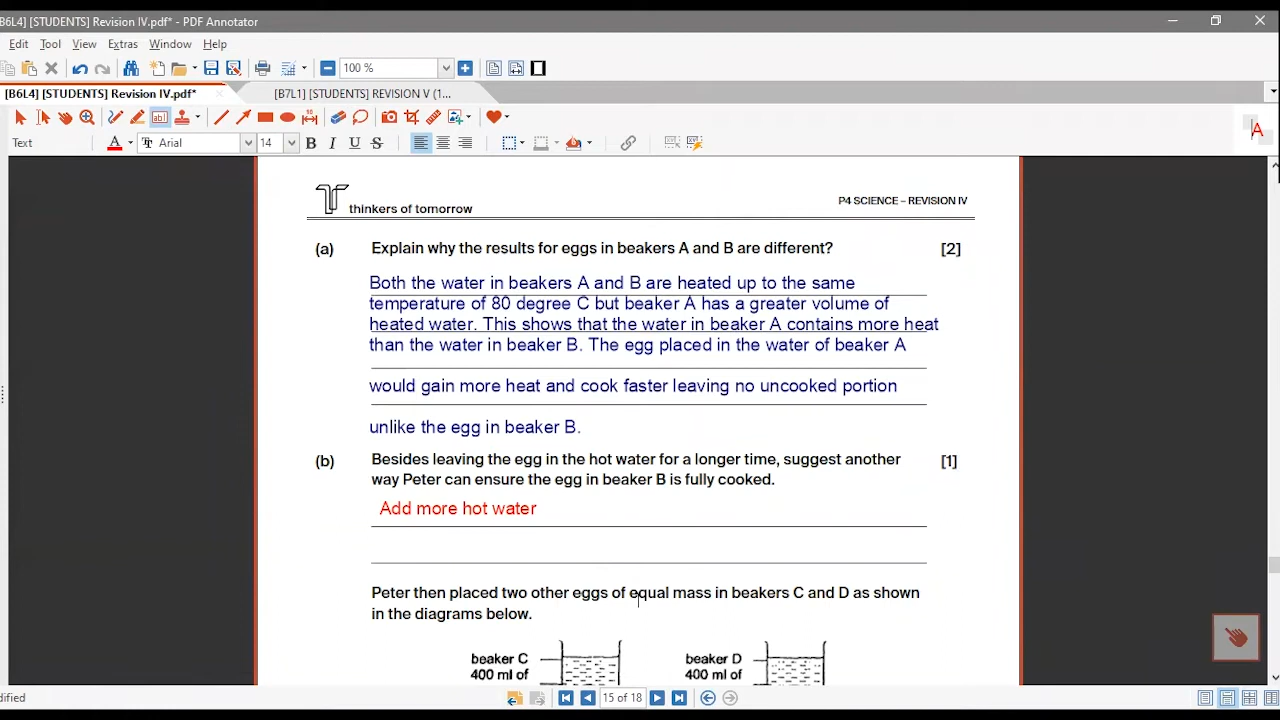 [B6L4] [STUDENTS] Revision IV.pdf* - PDF Annotator
Edit Tool View Extras Window Help
100 %
[B6L4] [STUDENTS] Revision IV.pdf* [B7L1] [STUDENTS] REVISION V (1...
Text A Arial 14 B I U S
A
thinkers of tomorrow
P4 SCIENCE – REVISION IV
(a) Explain why the results for eggs in beakers A and B are different? [2]
Both the water in beakers A and B are heated up to the same
temperature of 80 degree C but beaker A has a greater volume of
heated water. This shows that the water in beaker A contains more heat
than the water in beaker B. The egg placed in the water of beaker A
would gain more heat and cook faster leaving no uncooked portion
unlike the egg in beaker B.
(b) Besides leaving the egg in the hot water for a longer time, suggest another [1]
way Peter can ensure the egg in beaker B is fully cooked.
Add more hot water
Peter then placed two other eggs of equal mass in beakers C and D as shown
in the diagrams below.
beaker C beaker D
400 ml of 400 ml of
dified 15 of 18